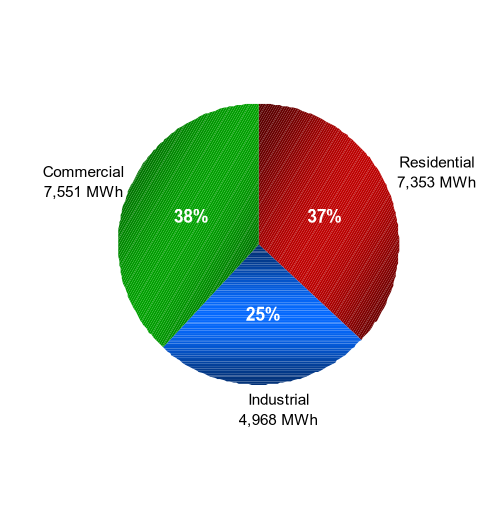 Commercial
7,551 MWh
38%
Residential
7,353 MWh
37%
25%
Industrial
4,968 MWh